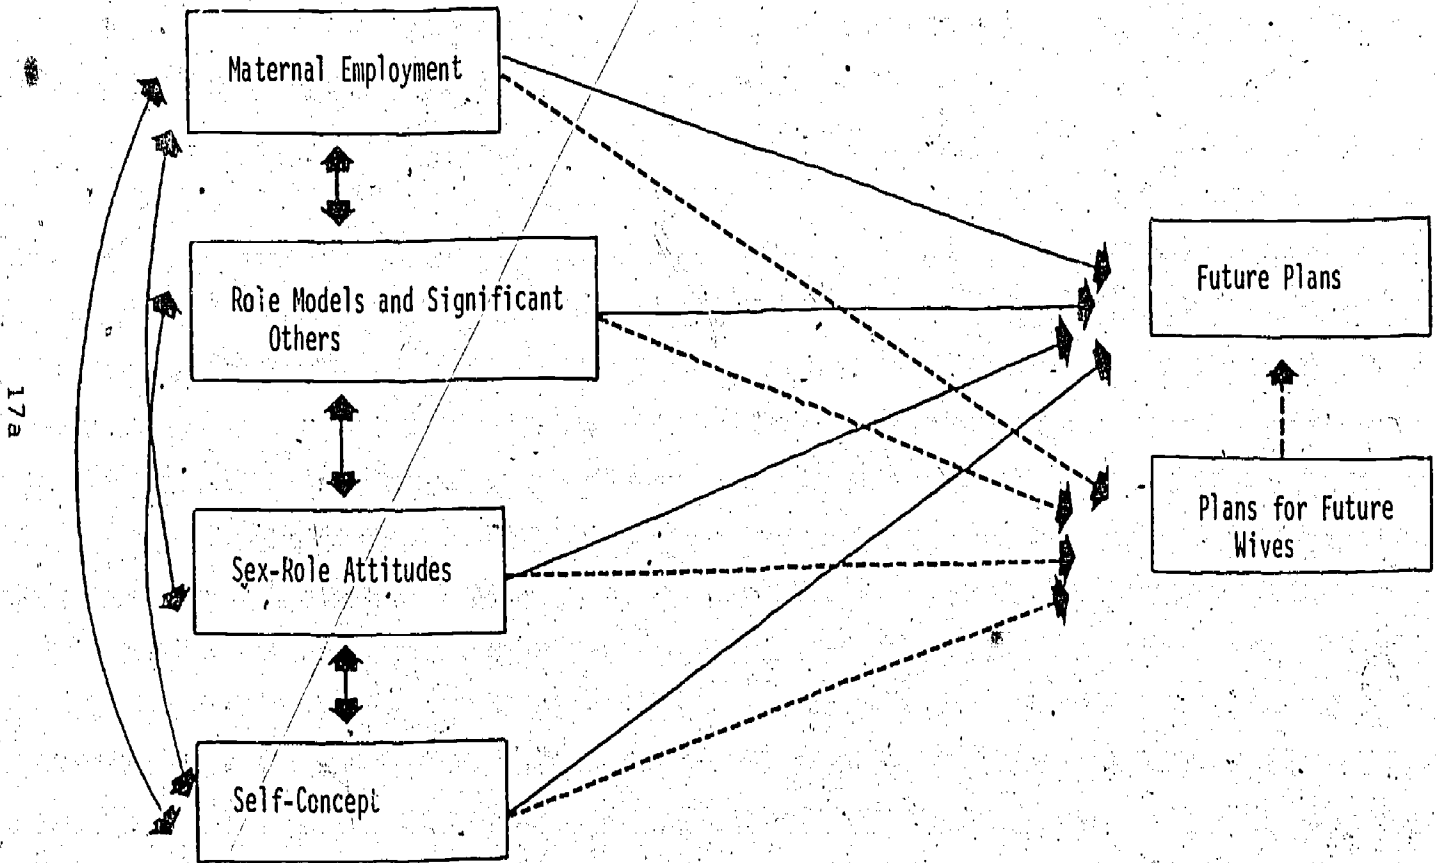 Maternal Employment
Role Models and Significant
Others
Sex-Role Attitudes
Self-Concept
Future Plans
Plans for Future
Wives
17a